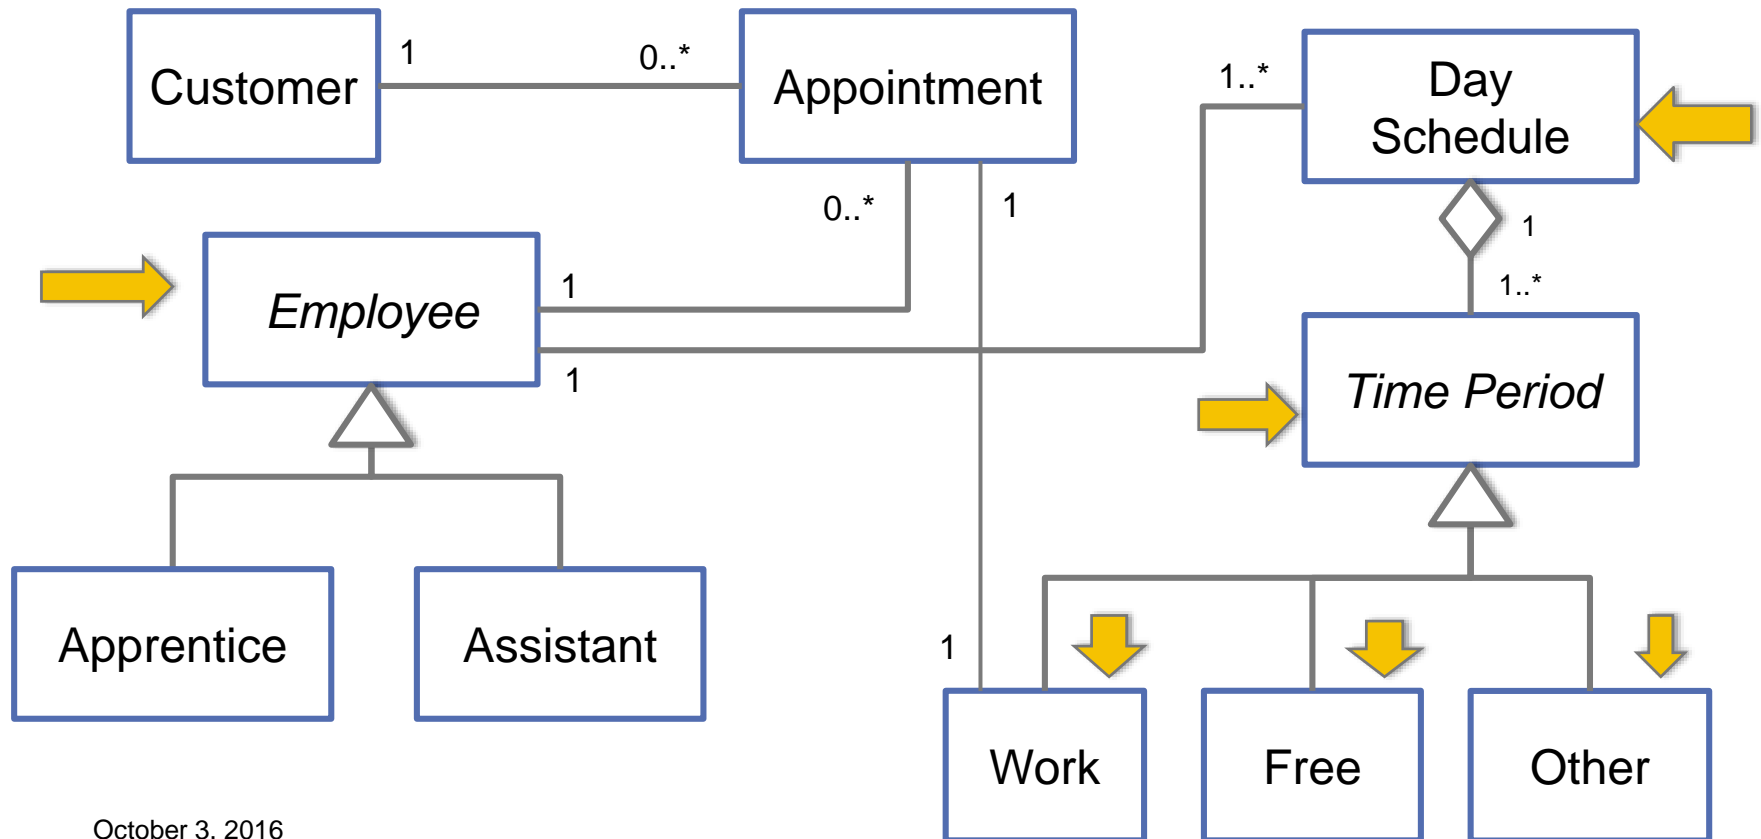 Customer
1
0..*
Appointment
1..*
Day
Schedule
0..*
1
1
1..*
Employee
1
1
Time Period
Apprentice
Assistant
1
Work
Free
Other
October 3, 2016